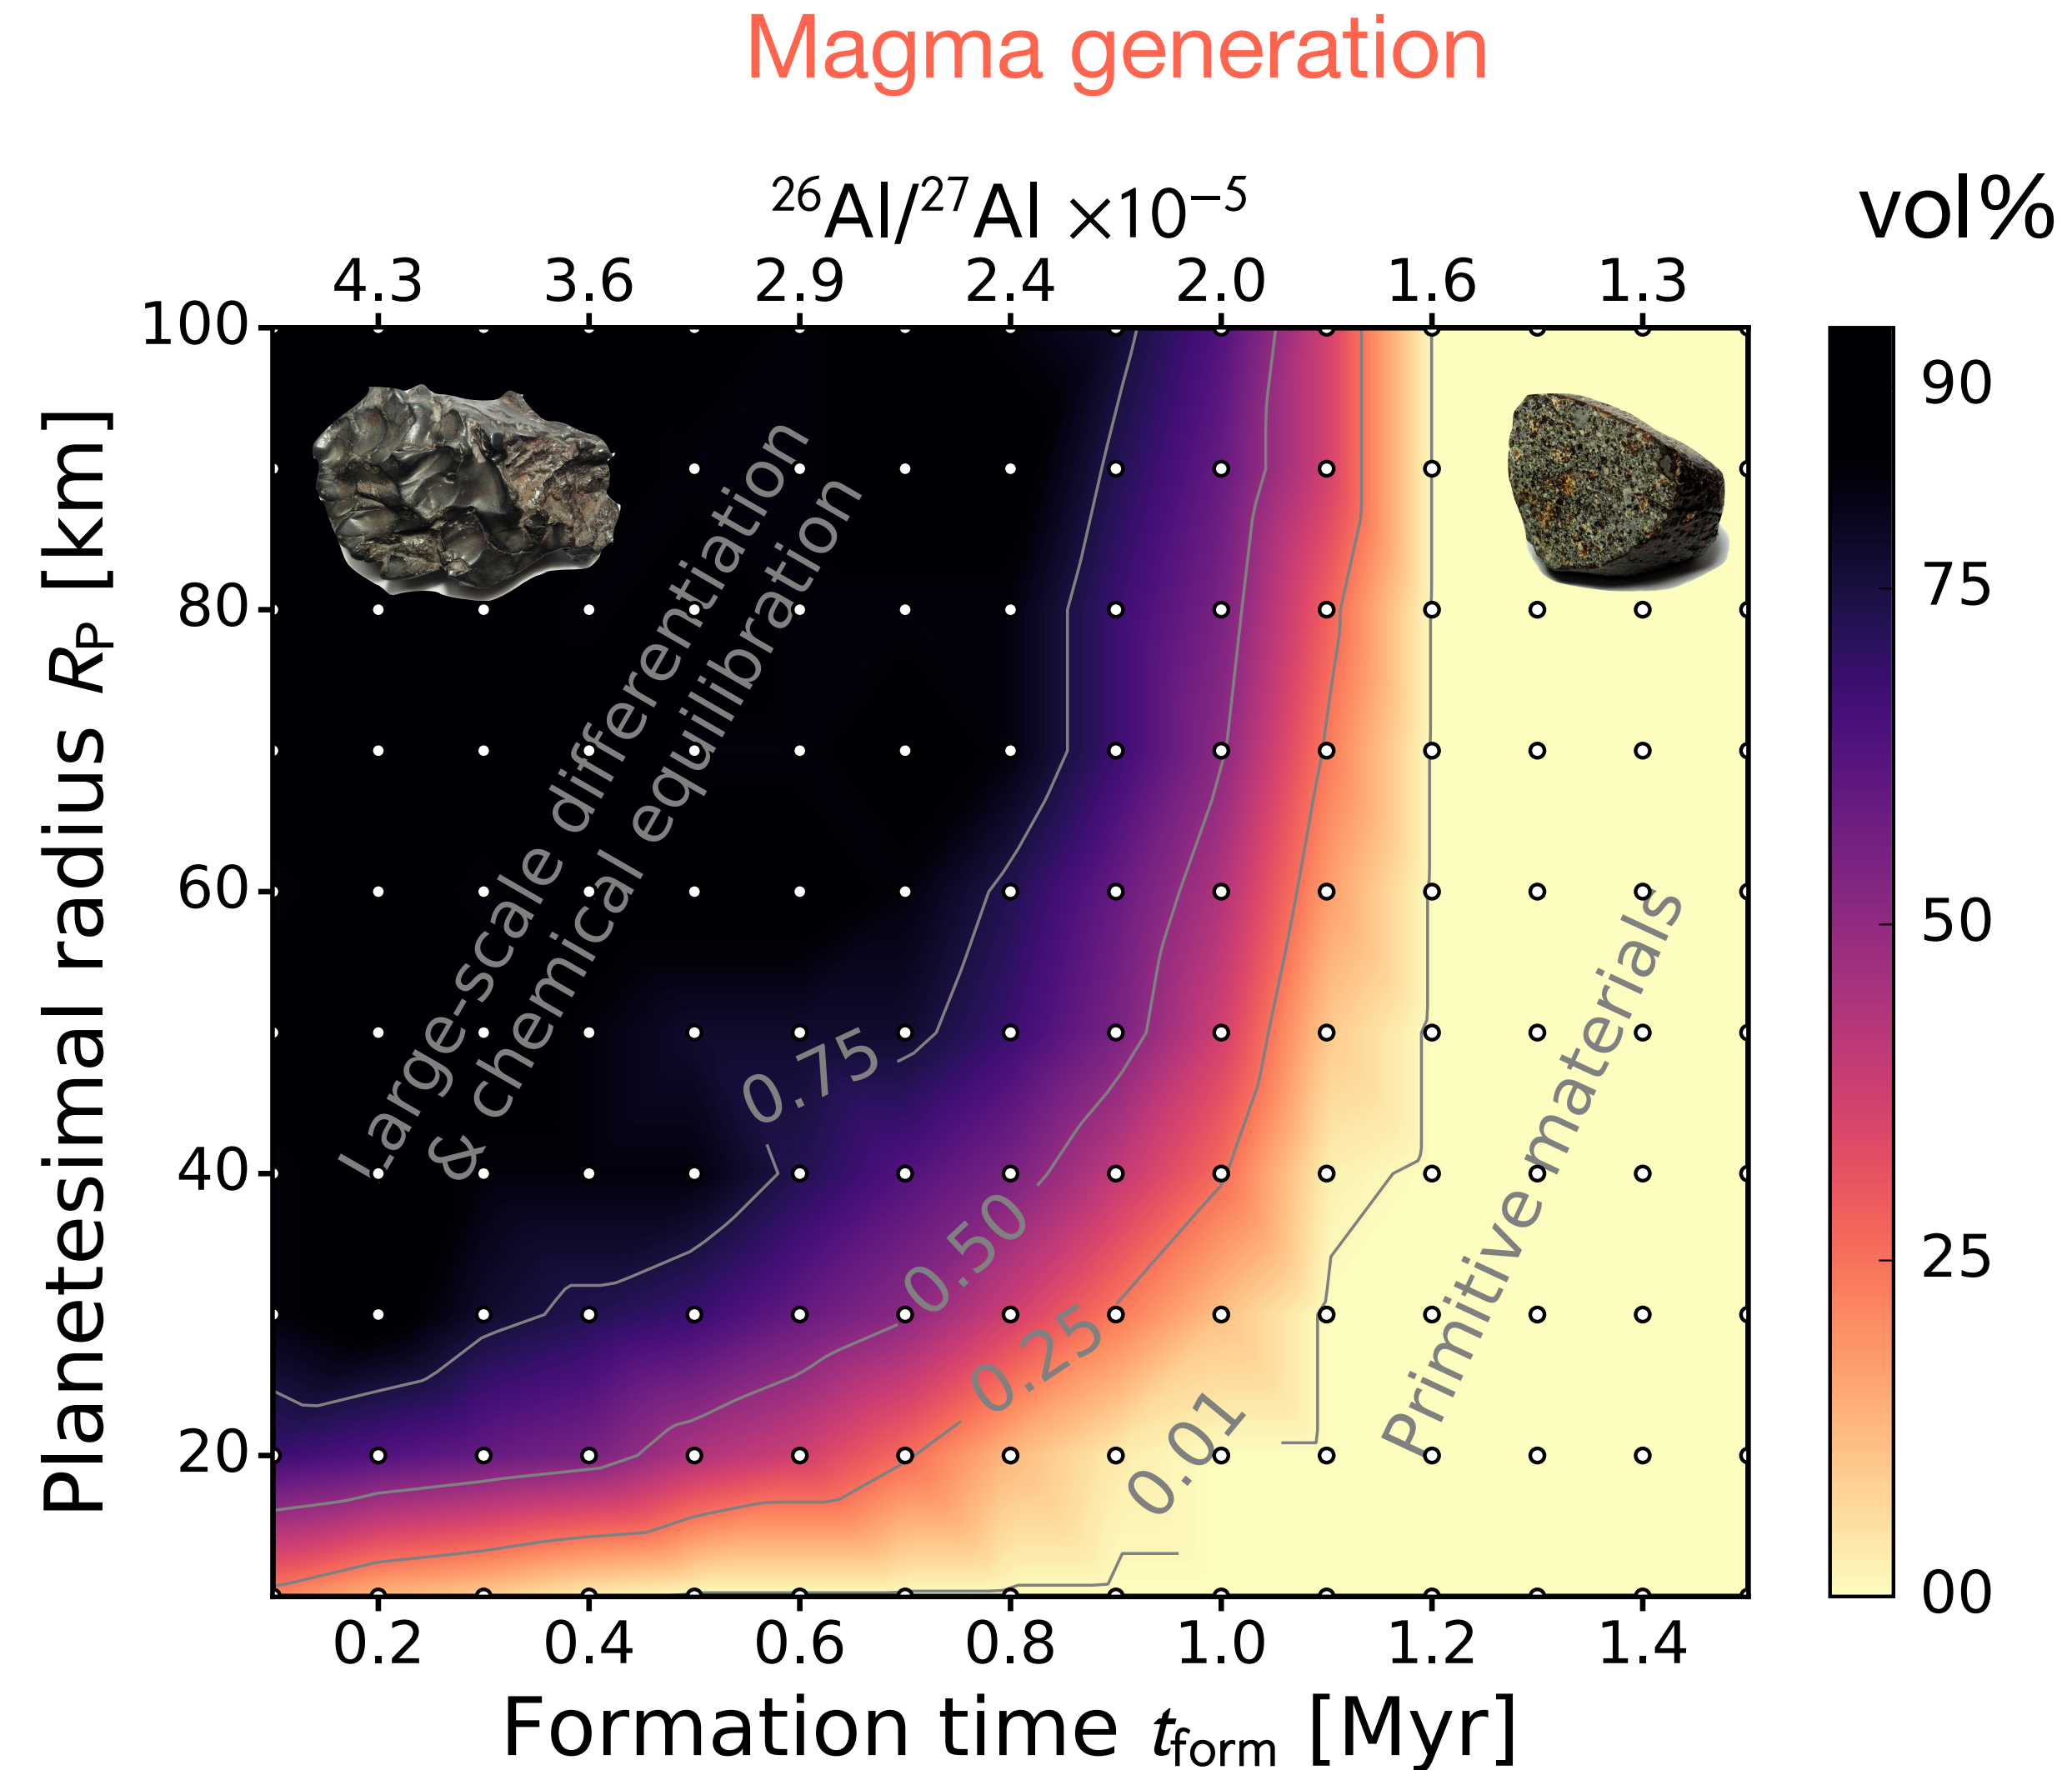 Magma generation
²⁶Al/²⁷Al ×10⁻⁵
vol%
4.3 3.6 2.9 2.4 2.0 1.6 1.3
100
80
60
40
20
Planetesimal radius R_P [km]
Large-scale differentiation
& chemical equilibration
Primitive materials
0.75
0.50
0.25
0.01
90
75
50
25
00
0.2 0.4 0.6 0.8 1.0 1.2 1.4
Formation time t_form [Myr]